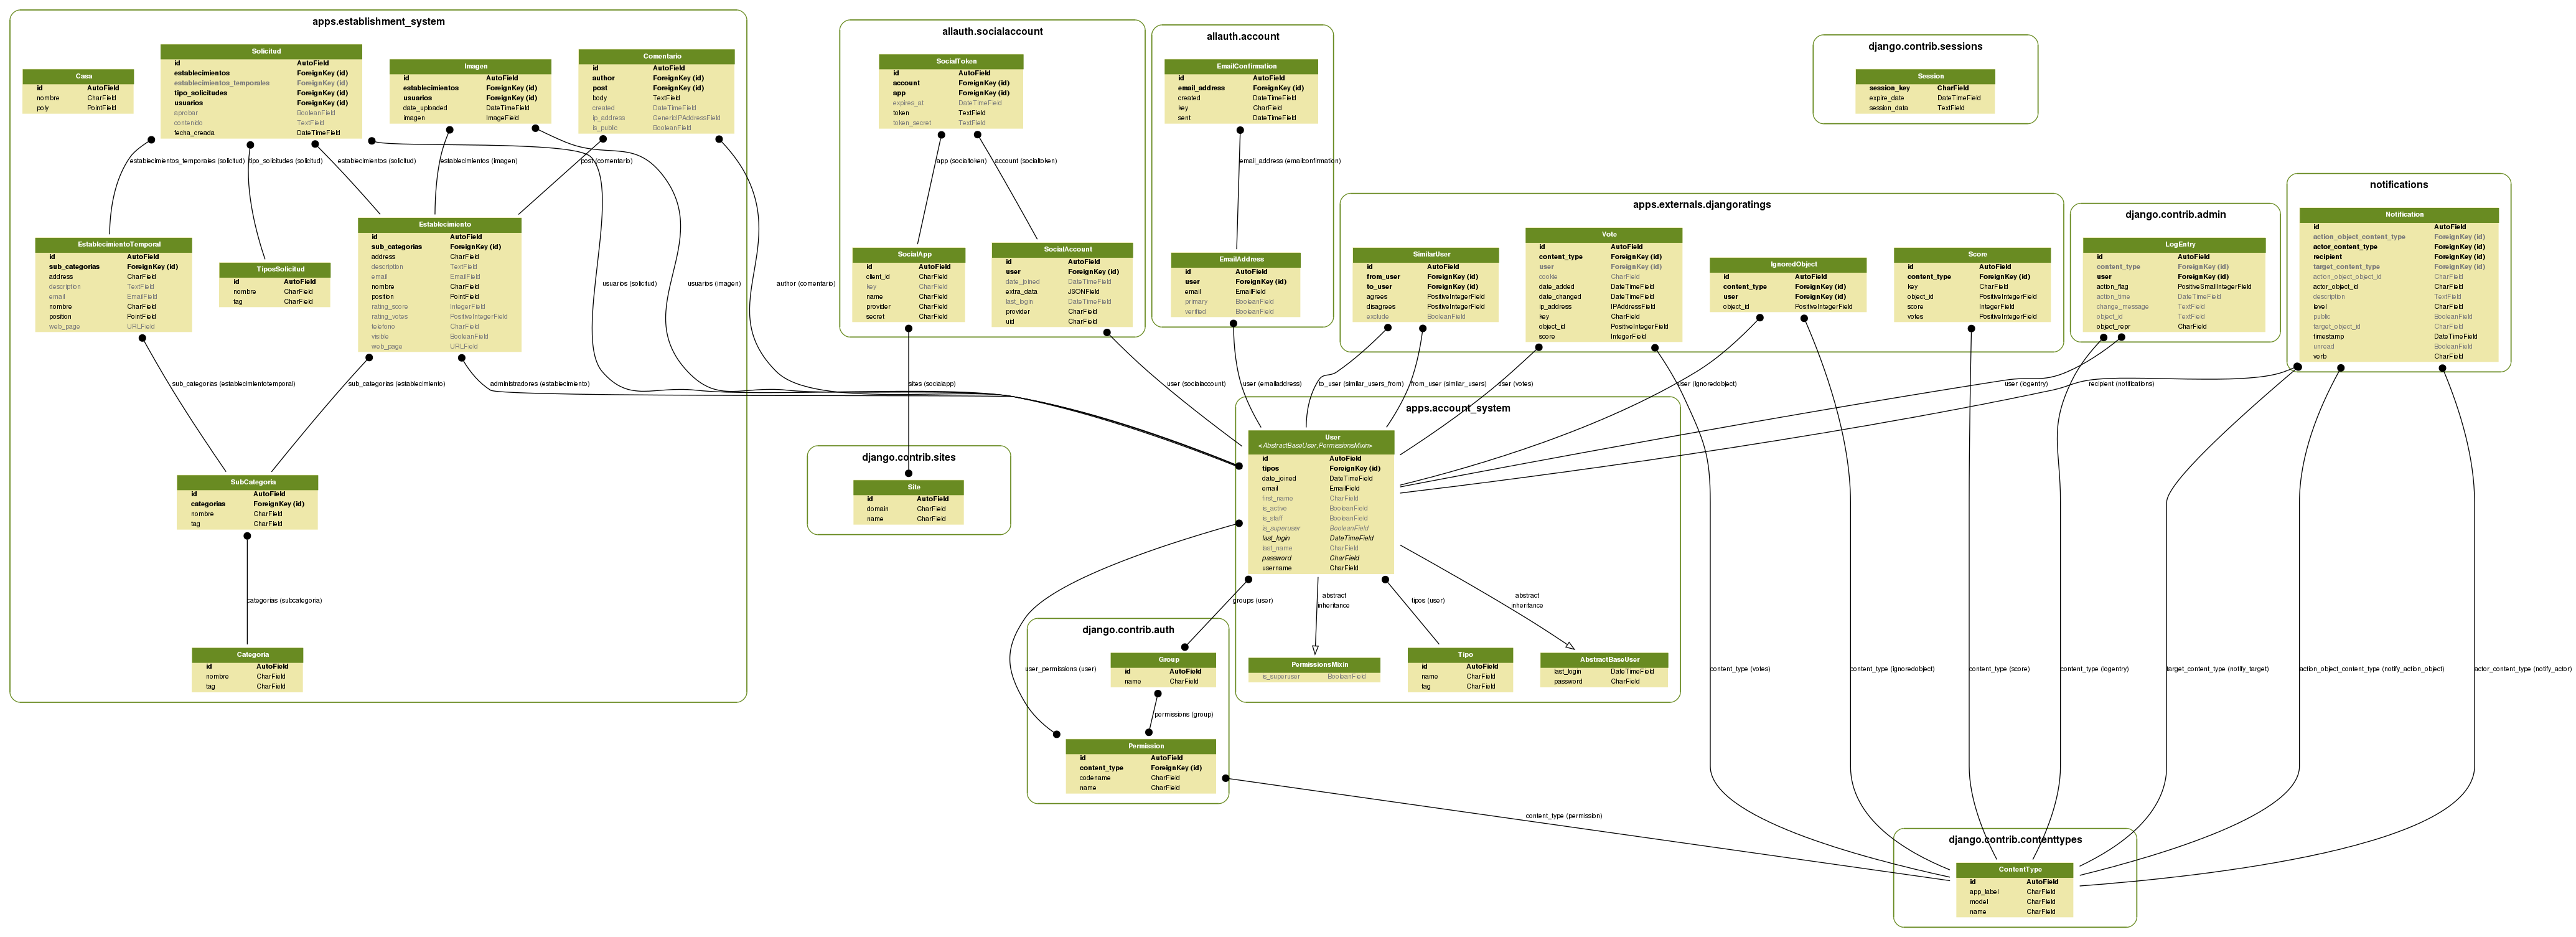 apps.establishment_system
Casa
id AutoField
nombre CharField
poly PointField
Solicitud
id AutoField
establecimientos ForeignKey (id)
establecimientos_temporales ForeignKey (id)
tipo_solicitudes ForeignKey (id)
usuarios ForeignKey (id)
aprobar BooleanField
contenido TextField
fecha_creada DateTimeField
Imagen
id AutoField
establecimientos ForeignKey (id)
usuarios ForeignKey (id)
date_uploaded DateTimeField
imagen ImageField
Comentario
id AutoField
author ForeignKey (id)
post ForeignKey (id)
body TextField
created DateTimeField
ip_address GenericIPAddressField
is_public BooleanField
establecimientos_temporales (solicitud)
tipo_solicitudes (solicitud)
establecimientos (solicitud)
establecimientos (imagen)
post (comentario)
EstablecimientoTemporal
id AutoField
sub_categorias ForeignKey (id)
address CharField
description TextField
email EmailField
nombre CharField
position PointField
web_page URLField
TiposSolicitud
id AutoField
nombre CharField
tag CharField
Establecimiento
id AutoField
sub_categorias ForeignKey (id)
address CharField
description TextField
email EmailField
nombre CharField
position PointField
rating_score IntegerField
rating_votes PositiveIntegerField
telefono CharField
visible BooleanField
web_page URLField
usuarios (solicitud)
usuarios (imagen)
author (comentario)
sub_categorias (establecimientotemporal)
sub_categorias (establecimiento)
administradores (establecimiento)
SubCategoria
id AutoField
categorias ForeignKey (id)
nombre CharField
tag CharField
categorias (subcategoria)
Categoria
id AutoField
nombre CharField
tag CharField
allauth.socialaccount
SocialToken
id AutoField
account ForeignKey (id)
app ForeignKey (id)
expires_at DateTimeField
token TextField
token_secret TextField
app (socialtoken)
account (socialtoken)
SocialApp
id AutoField
client_id CharField
key CharField
name CharField
provider CharField
secret CharField
SocialAccount
id AutoField
user ForeignKey (id)
date_joined DateTimeField
extra_data JSONField
last_login DateTimeField
provider CharField
uid CharField
sites (socialapp)
user (socialaccount)
django.contrib.sites
Site
id AutoField
domain CharField
name CharField
allauth.account
EmailConfirmation
id AutoField
email_address ForeignKey (id)
created DateTimeField
key CharField
sent DateTimeField
email_address (emailconfirmation)
EmailAddress
id AutoField
user ForeignKey (id)
email EmailField
primary BooleanField
verified BooleanField
user (emailaddress)
django.contrib.sessions
Session
session_key CharField
expire_date DateTimeField
session_data TextField
apps.externals.djangoratings
SimilarUser
id AutoField
from_user ForeignKey (id)
to_user ForeignKey (id)
agrees PositiveIntegerField
disagrees PositiveIntegerField
exclude BooleanField
Vote
id AutoField
content_type ForeignKey (id)
user ForeignKey (id)
cookie CharField
date_added DateTimeField
date_changed DateTimeField
ip_address IPAddressField
key CharField
object_id PositiveIntegerField
score IntegerField
IgnoredObject
id AutoField
content_type ForeignKey (id)
user ForeignKey (id)
object_id PositiveIntegerField
Score
id AutoField
content_type ForeignKey (id)
key CharField
object_id PositiveIntegerField
score IntegerField
votes PositiveIntegerField
to_user (similar_users_from)
from_user (similar_users)
user (votes)
user (ignoredobject)
django.contrib.admin
LogEntry
id AutoField
content_type ForeignKey (id)
user ForeignKey (id)
action_flag PositiveSmallIntegerField
action_time DateTimeField
change_message TextField
object_id TextField
object_repr CharField
user (logentry)
notifications
Notification
id AutoField
action_object_content_type ForeignKey (id)
actor_content_type ForeignKey (id)
recipient ForeignKey (id)
target_content_type ForeignKey (id)
action_object_object_id CharField
actor_object_id CharField
description TextField
level CharField
public BooleanField
target_object_id CharField
timestamp DateTimeField
unread BooleanField
verb CharField
recipient (notifications)
apps.account_system
User
<AbstractBaseUser,PermissionsMixin>
id AutoField
tipos ForeignKey (id)
date_joined DateTimeField
email EmailField
first_name CharField
is_active BooleanField
is_staff BooleanField
is_superuser BooleanField
last_login DateTimeField
last_name CharField
password CharField
username CharField
groups (user)
abstract
inheritance
tipos (user)
abstract
inheritance
PermissionsMixin
is_superuser BooleanField
Tipo
id AutoField
name CharField
tag CharField
AbstractBaseUser
last_login DateTimeField
password CharField
django.contrib.auth
Group
id AutoField
name CharField
user_permissions (user)
permissions (group)
Permission
id AutoField
content_type ForeignKey (id)
codename CharField
name CharField
content_type (permission)
content_type (votes)
content_type (ignoredobject)
content_type (score)
content_type (logentry)
target_content_type (notify_target)
action_object_content_type (notify_action_object)
actor_content_type (notify_actor)
django.contrib.contenttypes
ContentType
id AutoField
app_label CharField
model CharField
name CharField